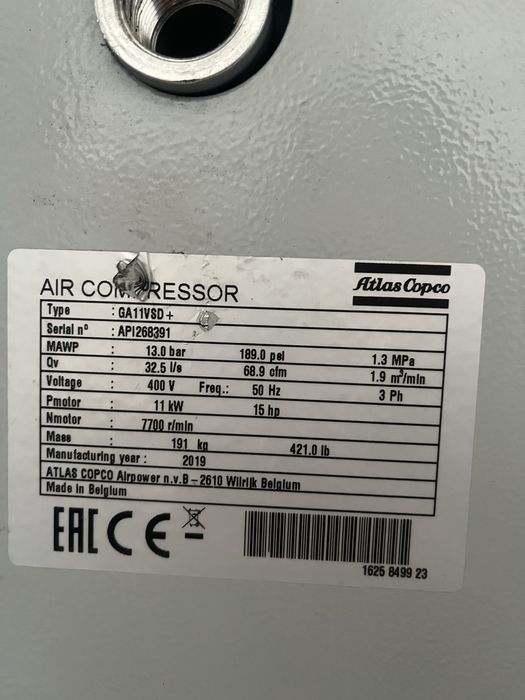 Atlas Copco
AIR COMPRESSOR
Type : GA11VSD+
Serial n° : API268391
MAWP : 13.0 bar 189.0 psi 1.3 MPa
Qv : 32.5 l/s 68.9 cfm 1.9 m³/min
Voltage : 400 V Freq.: 50 Hz 3 Ph
Pmotor : 11 kW 15 hp
Nmotor : 7700 r/min
Mass : 191 kg 421.0 lb
Manufacturing year : 2019
ATLAS COPCO Airpower n.v.B – 2610 Wilrijk Belgium
Made in Belgium
EAC CE
1625 8499 23